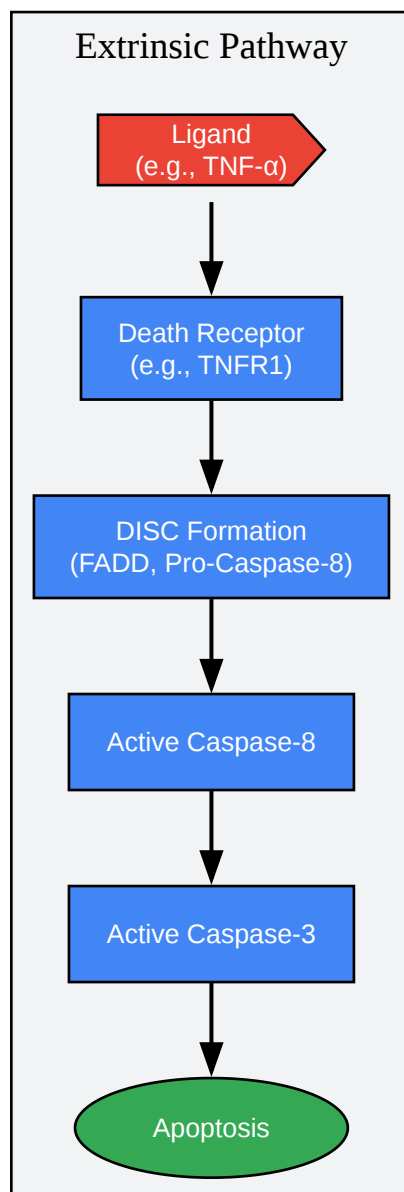 Extrinsic Pathway
Ligand
(e.g., TNF-α)
Death Receptor
(e.g., TNFR1)
DISC Formation
(FADD, Pro-Caspase-8)
Active Caspase-8
Active Caspase-3
Apoptosis